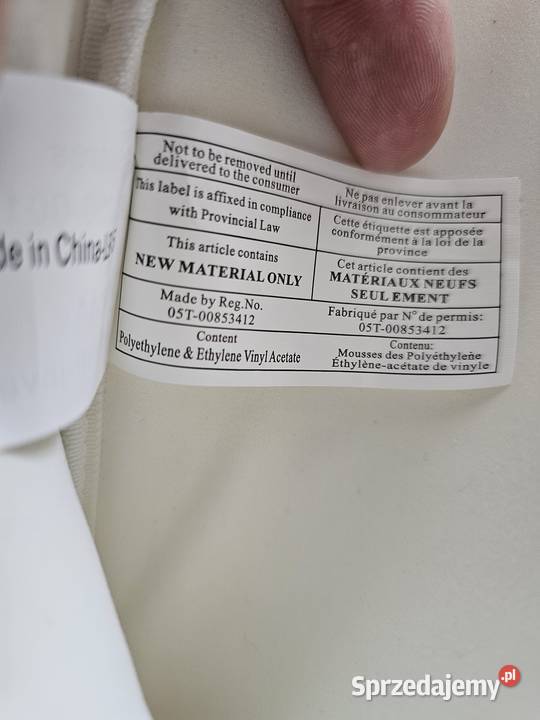 de in China
Not to be removed until
delivered to the consumer
Ne pas enlever avant la
livraison au consommateur
This label is affixed in compliance
with Provincial Law
Cette étiquette est apposée
conformément à la loi de la
province
This article contains
NEW MATERIAL ONLY
Cet article contient des
MATÉRIAUX NEUFS
SEULEMENT
Made by Reg.No.
05T-00853412
Fabriqué par N° de permis:
05T-00853412
Content
Polyethylene & Ethylene Vinyl Acetate
Contenu:
Mousses des Polyéthylène
Éthylène-acétate de vinyle
Sprzedajemy.pl